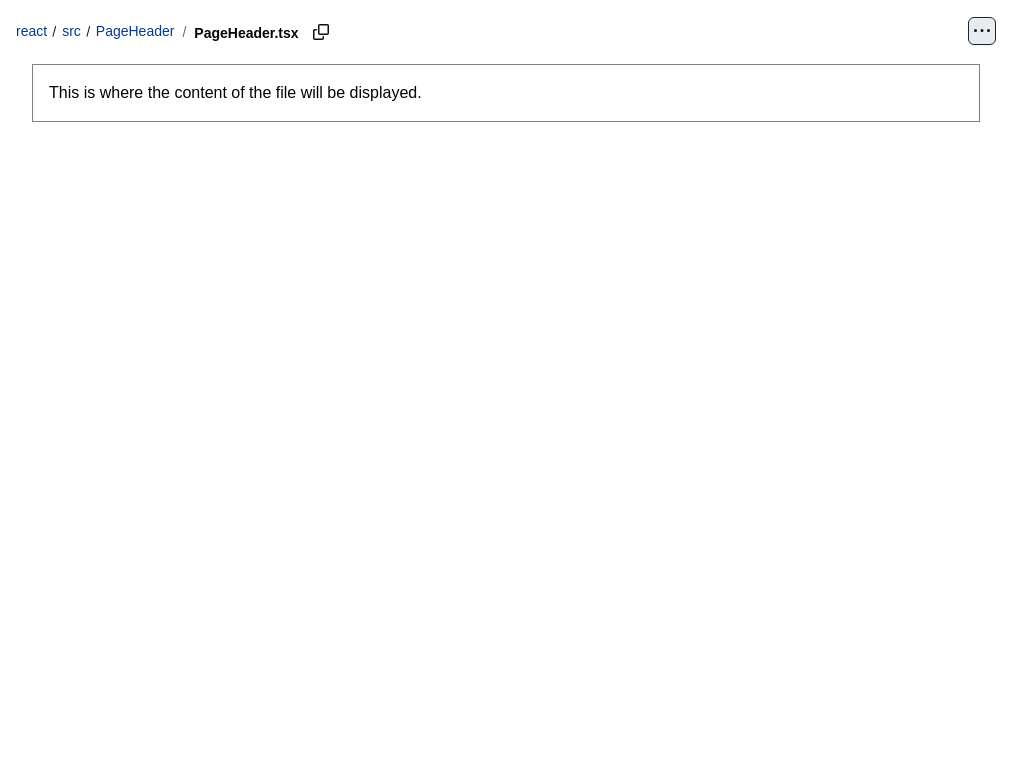 react / src / PageHeader / PageHeader.tsx
This is where the content of the file will be displayed.